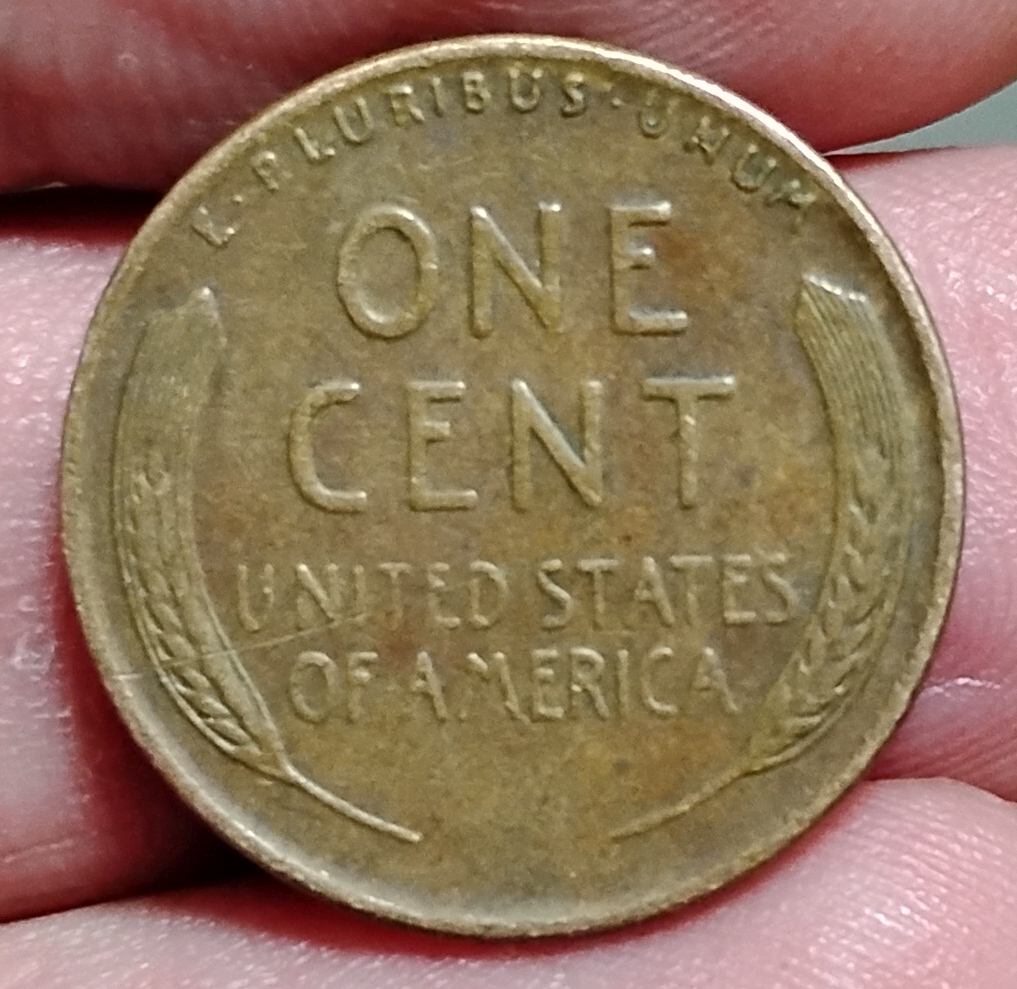 E·PLURIBUS·UNUM
ONE
CENT
UNITED STATES
OF AMERICA